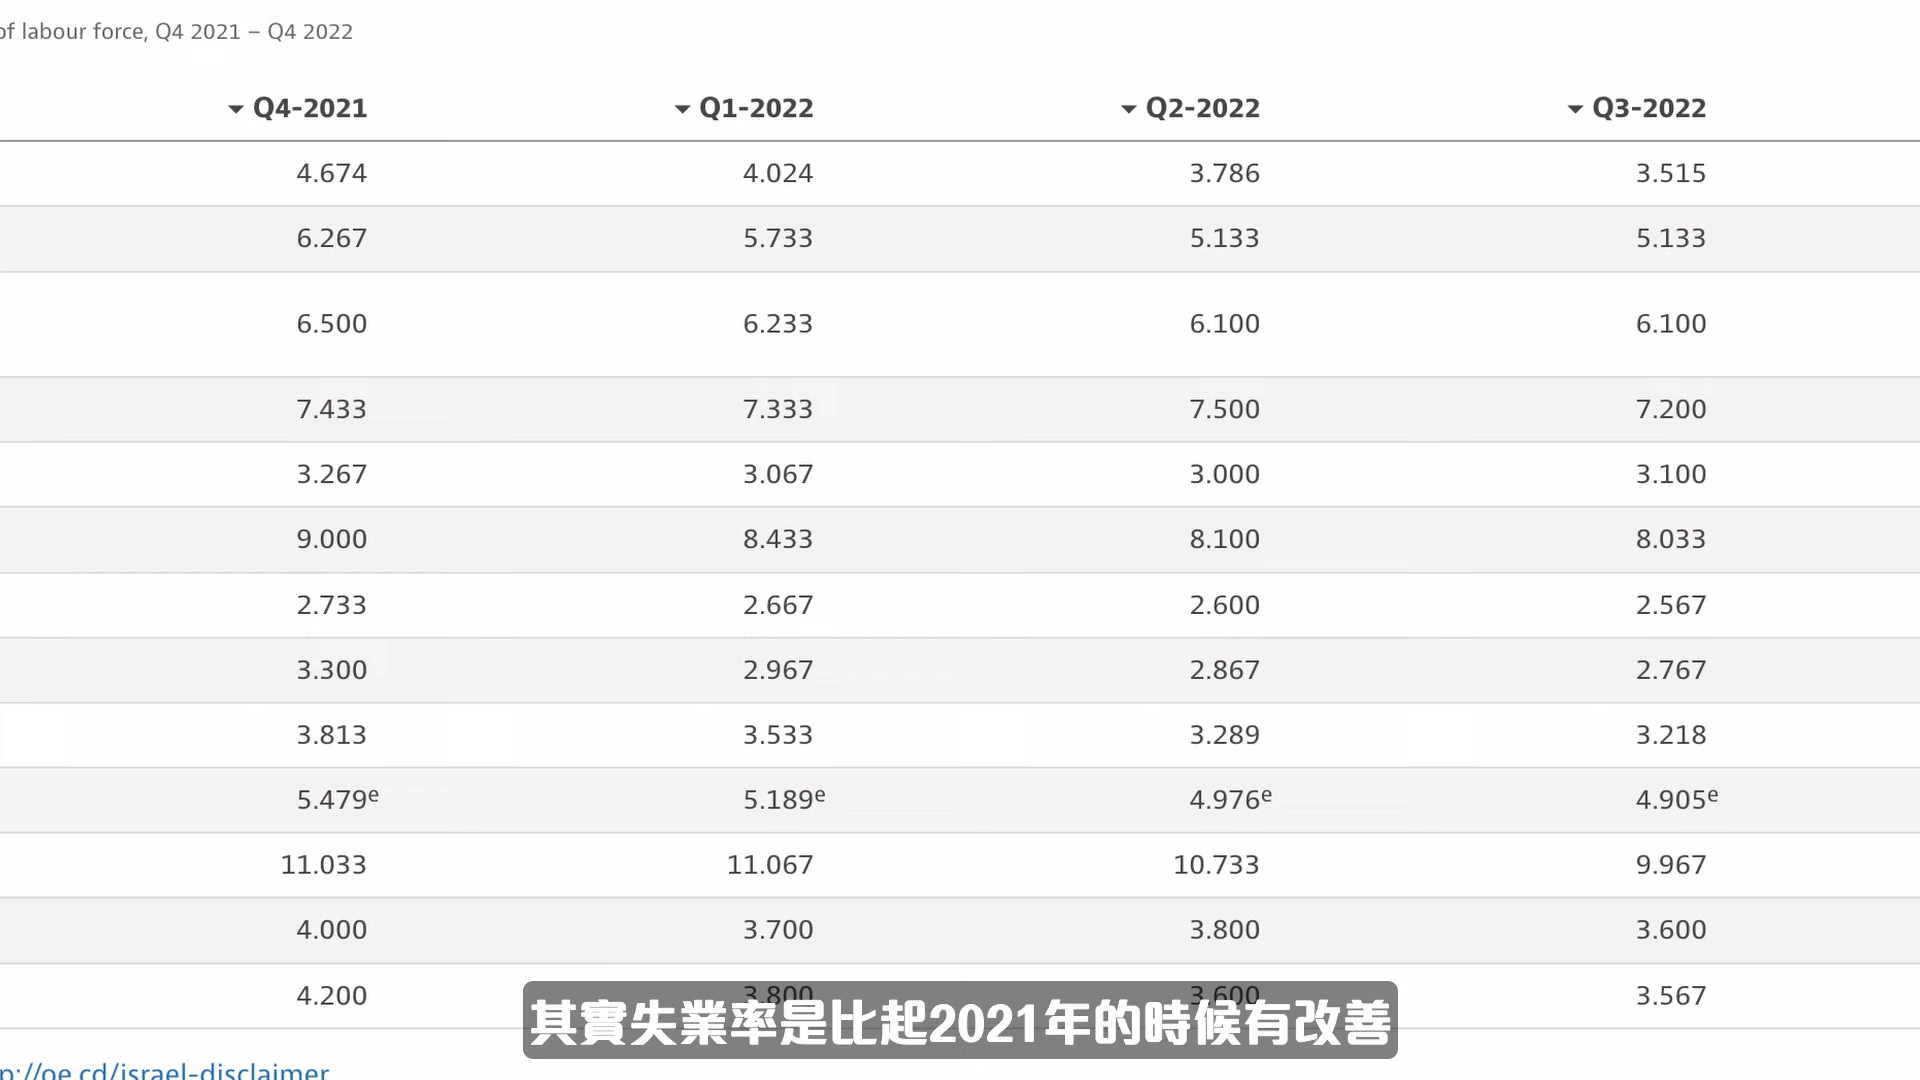 of labour force, Q4 2021 – Q4 2022
Q4-2021 Q1-2022 Q2-2022 Q3-2022
4.674 4.024 3.786 3.515
6.267 5.733 5.133 5.133
6.500 6.233 6.100 6.100
7.433 7.333 7.500 7.200
3.267 3.067 3.000 3.100
9.000 8.433 8.100 8.033
2.733 2.667 2.600 2.567
3.300 2.967 2.867 2.767
3.813 3.533 3.289 3.218
5.479e 5.189e 4.976e 4.905e
11.033 11.067 10.733 9.967
4.000 3.700 3.800 3.600
4.200 3.800 3.600 3.567
其實失業率是比起2021年的時候有改善
p://oe.cd/israel-disclaimer